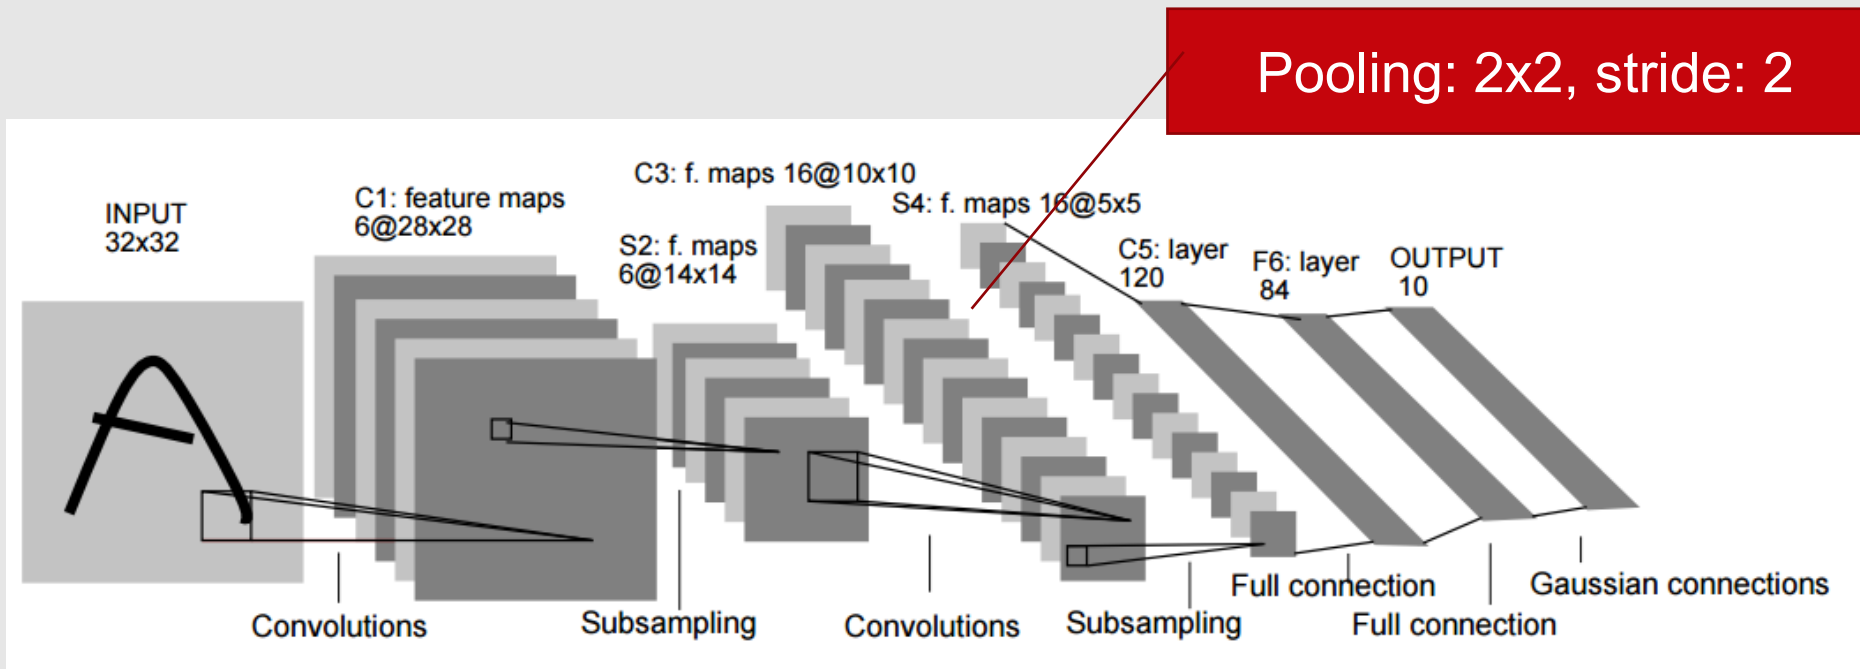 Pooling: 2x2, stride: 2
INPUT
32x32
C1: feature maps
6@28x28
S2: f. maps
6@14x14
C3: f. maps 16@10x10
S4: f. maps 16@5x5
C5: layer
120
F6: layer
84
OUTPUT
10
Convolutions
Subsampling
Convolutions
Subsampling
Full connection
Full connection
Gaussian connections